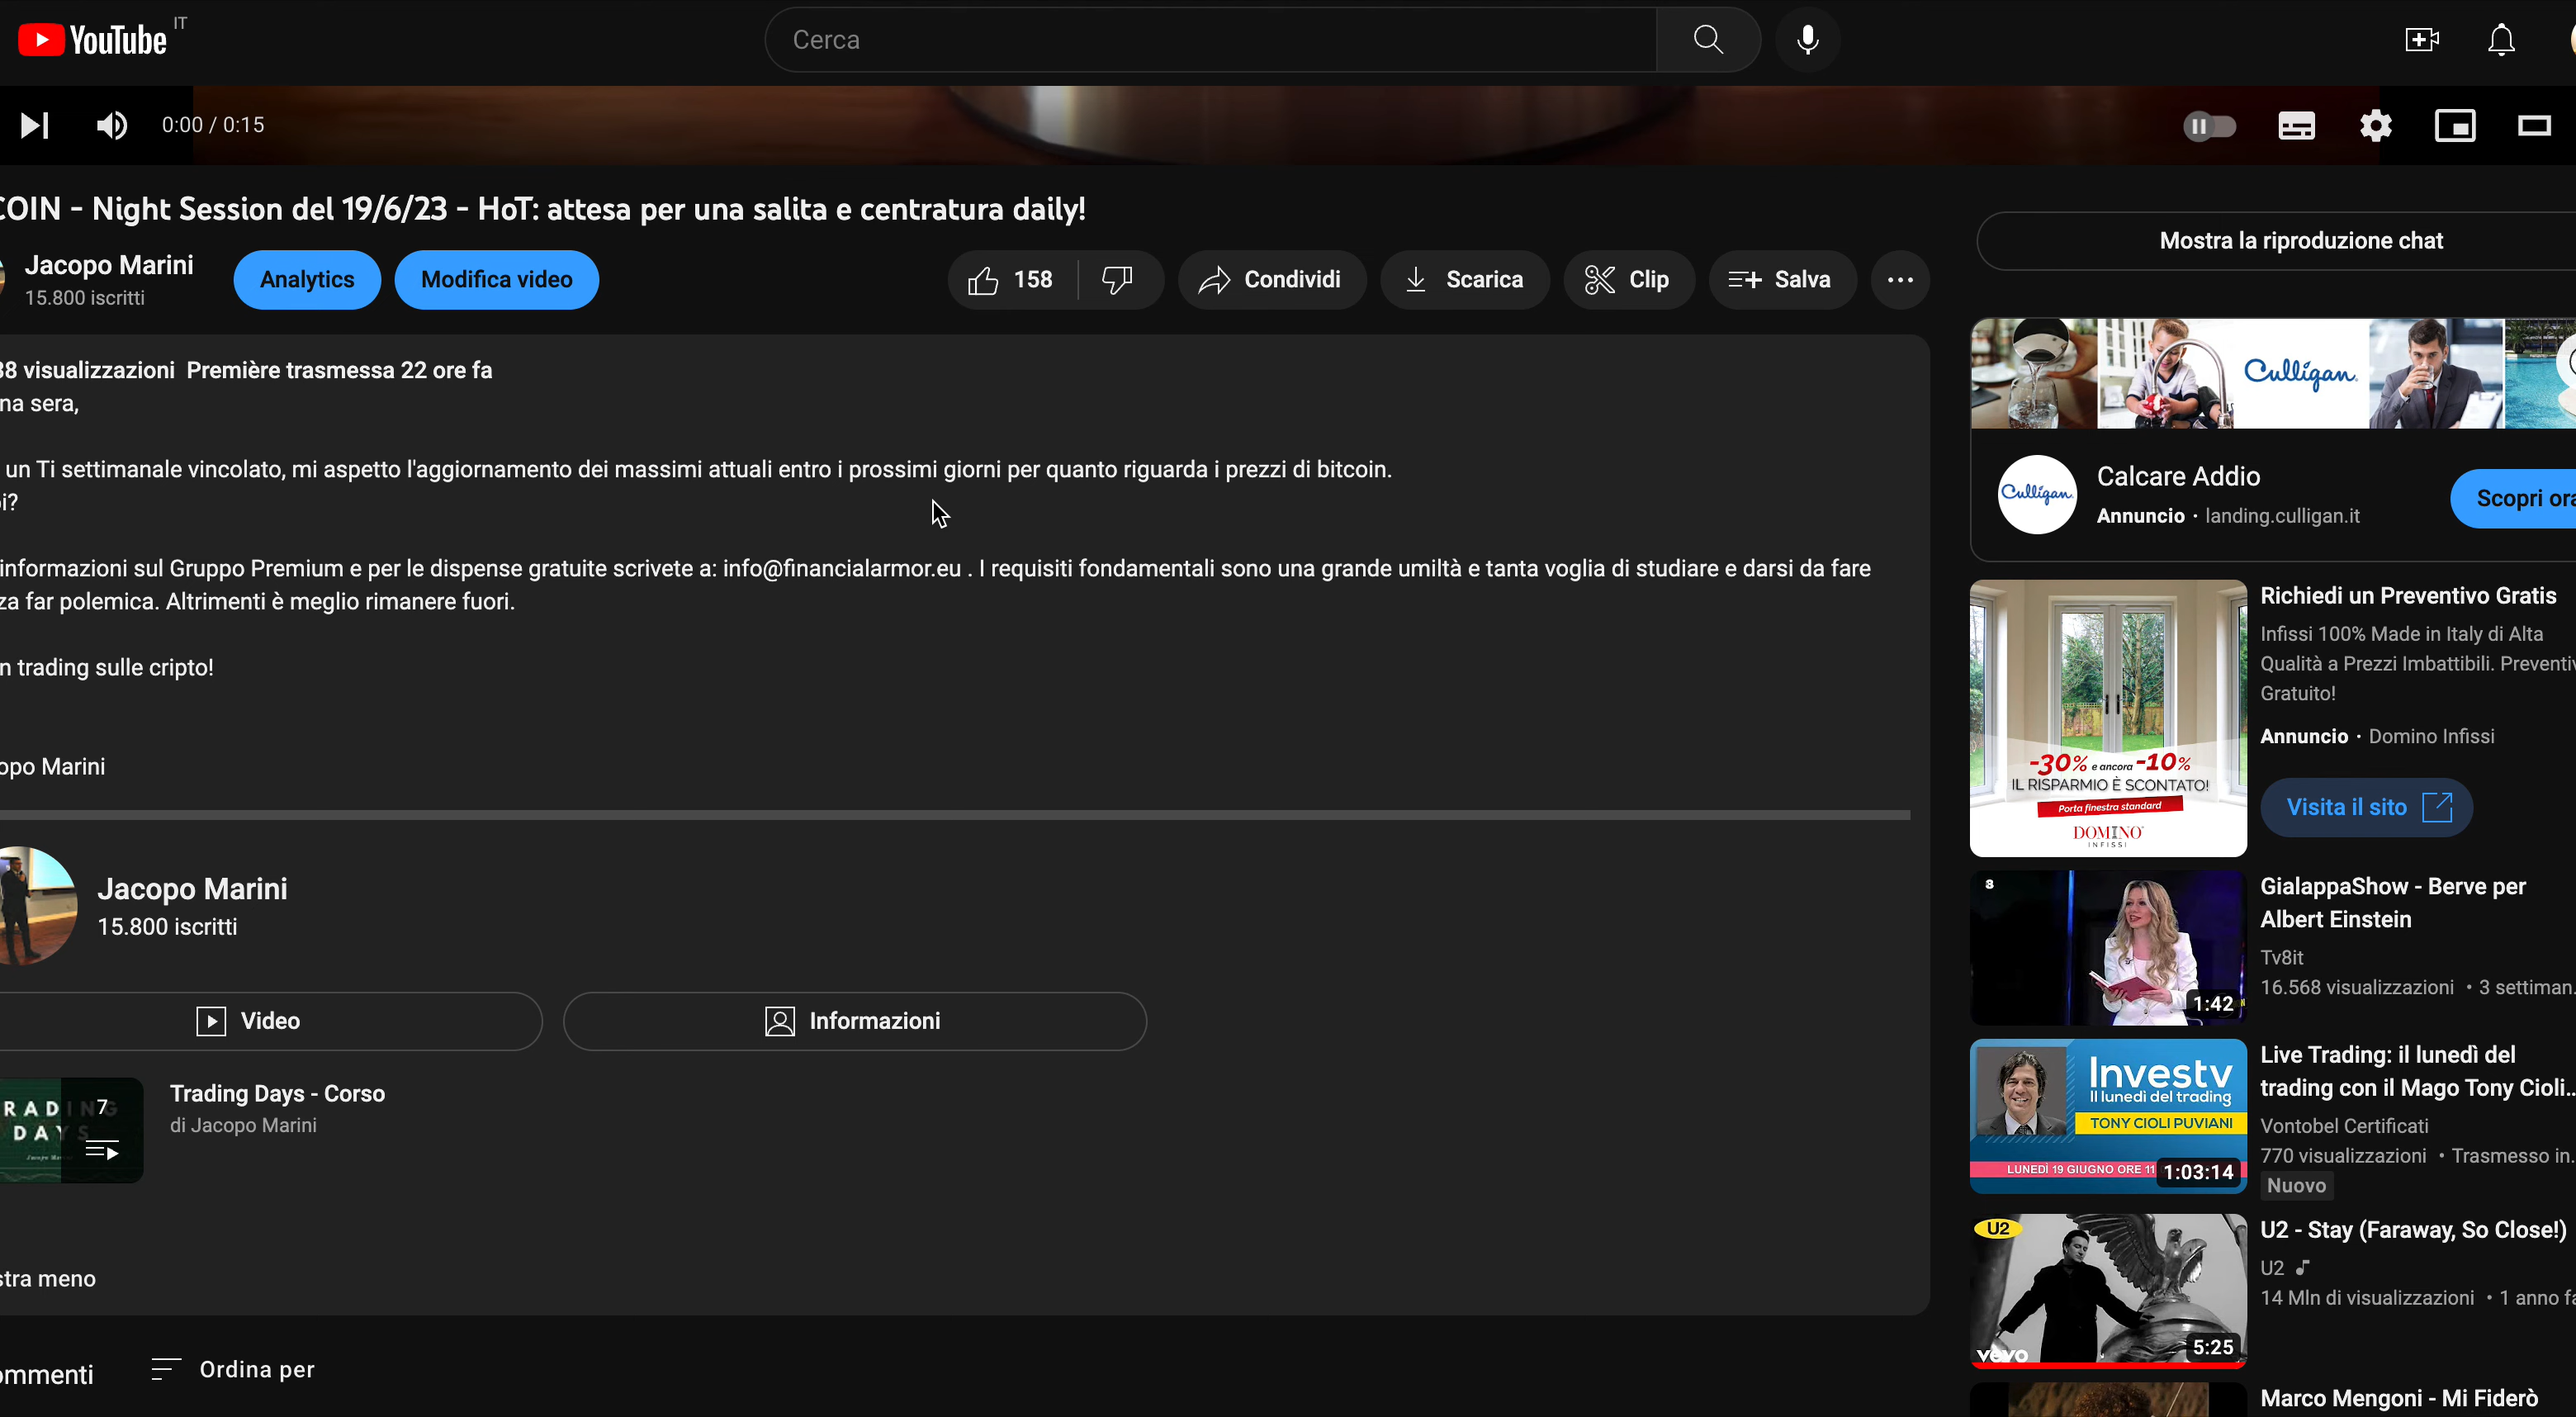 YouTube IT
Cerca
0:00 / 0:15
COIN - Night Session del 19/6/23 - HoT: attesa per una salita e centratura daily!
Jacopo Marini
15.800 iscritti
Analytics
Modifica video
158
Condividi
Scarica
Clip
Salva
38 visualizzazioni Première trasmessa 22 ore fa
na sera,
un Ti settimanale vincolato, mi aspetto l'aggiornamento dei massimi attuali entro i prossimi giorni per quanto riguarda i prezzi di bitcoin.
oi?
informazioni sul Gruppo Premium e per le dispense gratuite scrivete a: info@financialarmor.eu . I requisiti fondamentali sono una grande umiltà e tanta voglia di studiare e darsi da fare
za far polemica. Altrimenti è meglio rimanere fuori.
n trading sulle cripto!
opo Marini
Jacopo Marini
15.800 iscritti
Video
Informazioni
RADING
DAYS
7
Trading Days - Corso
di Jacopo Marini
stra meno
ommenti
Ordina per
Mostra la riproduzione chat
Culligan.
Culligan.
Calcare Addio
Annuncio · landing.culligan.it
Scopri ora
-30% e ancora -10%
IL RISPARMIO È SCONTATO!
Porta finestra standard
DOMINO
INFISSI
Richiedi un Preventivo Gratis
Infissi 100% Made in Italy di Alta
Qualità a Prezzi Imbattibili. Preventiv
Gratuito!
Annuncio · Domino Infissi
Visita il sito
8
1:42
GialappaShow - Berve per
Albert Einstein
Tv8it
16.568 visualizzazioni • 3 settiman...
Investv
Il lunedì del trading
TONY CIOLI PUVIANI
LUNEDÌ 19 GIUGNO ORE 11
1:03:14
Live Trading: il lunedì del
trading con il Mago Tony Cioli...
Vontobel Certificati
770 visualizzazioni • Trasmesso in...
Nuovo
U2
vevo
5:25
U2 - Stay (Faraway, So Close!)
U2
14 Mln di visualizzazioni • 1 anno fa
Marco Mengoni - Mi Fiderò